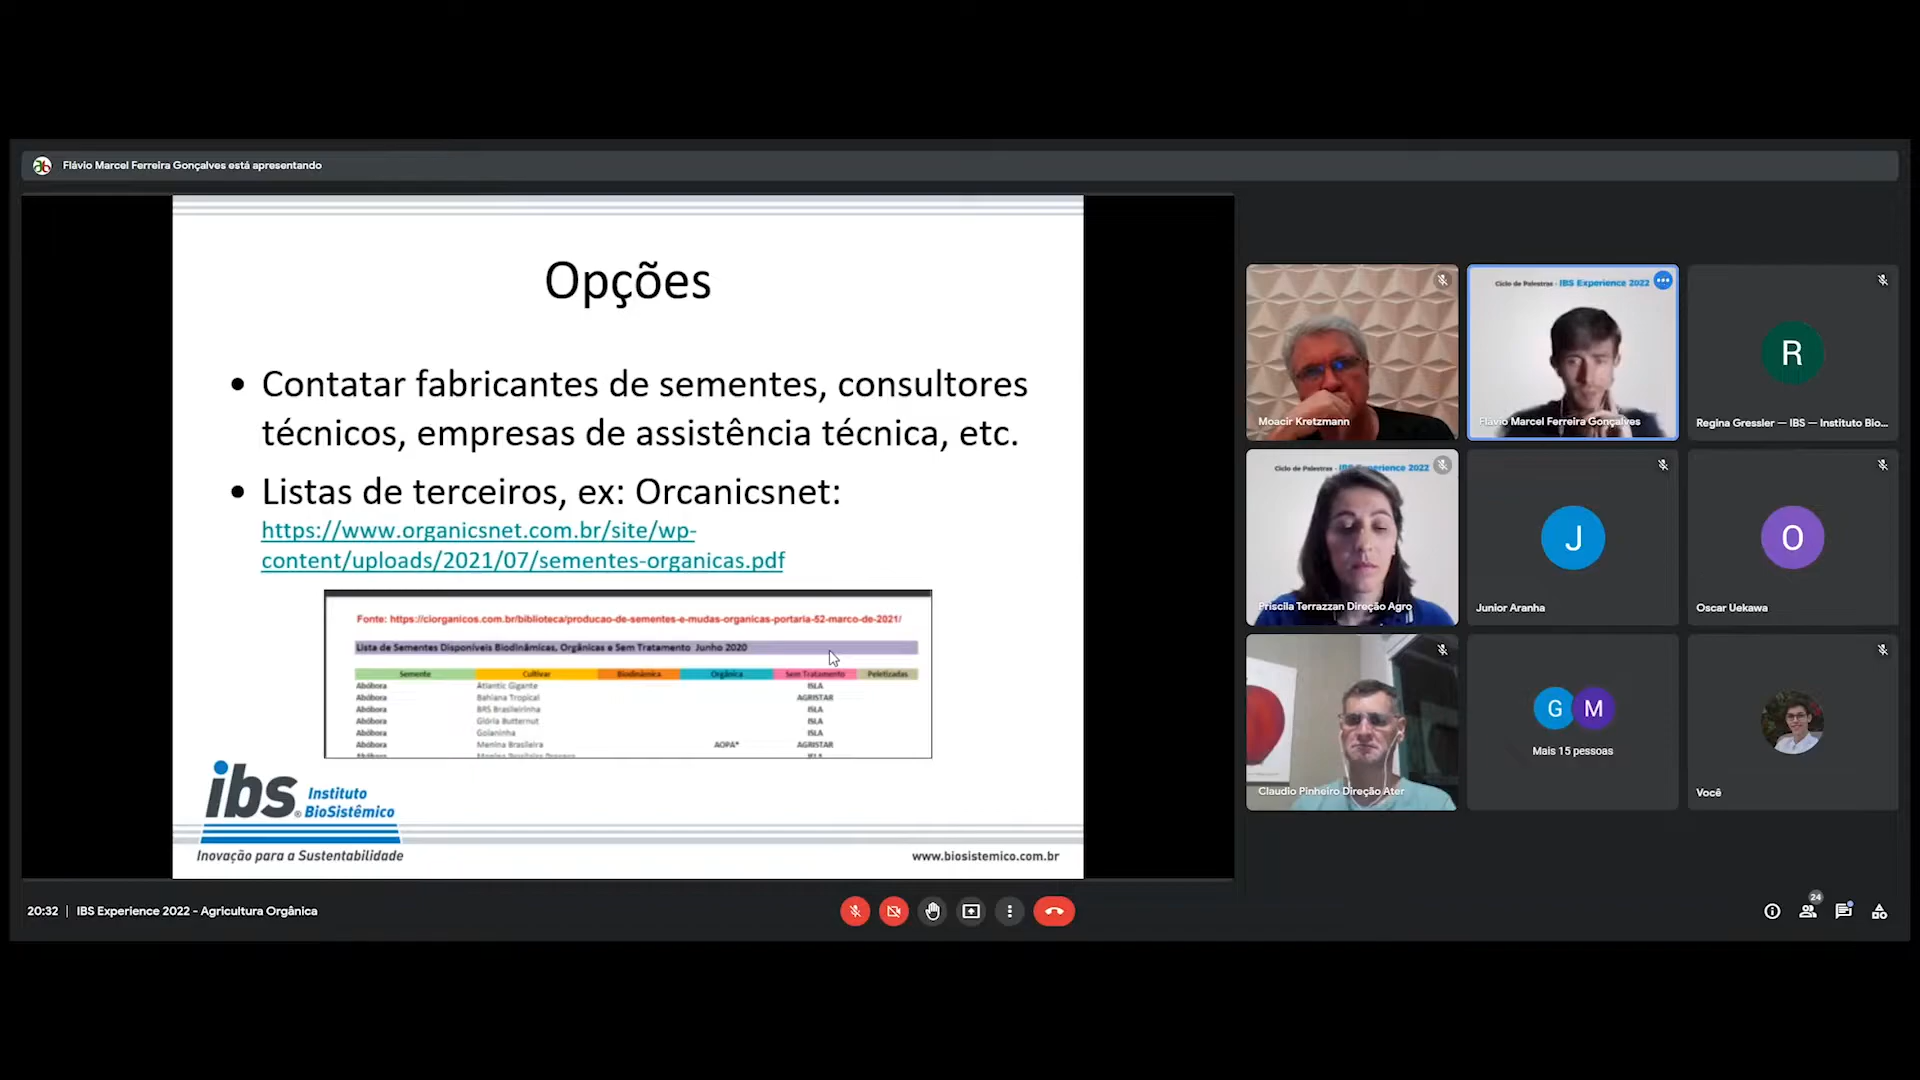 Flávio Marcel Ferreira Gonçalves está apresentando
Opções
• Contatar fabricantes de sementes, consultores
técnicos, empresas de assistência técnica, etc.
• Listas de terceiros, ex: Orcanicsnet:
https://www.organicsnet.com.br/site/wp-
content/uploads/2021/07/sementes-organicas.pdf
Fonte: https://ciorganicos.com.br/biblioteca/producao-de-sementes-e-mudas-organicas-portaria-52-marco-de-2021/
Lista de Sementes Disponíveis Biodinâmicas, Orgânicas e Sem Tratamento Junho 2020
Semente Cultivar Biodinâmica Orgânica Sem Tratamento Peletizadas
Abóbora Atlantic Gigante ISLA
Abóbora Bahiana Tropical AGRISTAR
Abóbora BRS Brasileirinha ISLA
Abóbora Glória Butternut ISLA
Abóbora Goianinha ISLA
Abóbora Menina Brasileira AOPA* AGRISTAR
ibs® Instituto
BioSistêmico
Inovação para a Sustentabilidade
www.biosistemico.com.br
Moacir Kretzmann
Ciclo de Palestras - IBS Experience 2022
Flávio Marcel Ferreira Gonçalves
R
Regina Gressler — IBS — Instituto Bio...
Ciclo de Palestras - IBS Experience 2022
Priscila Terrazzan Direção Agro
J
Junior Aranha
O
Oscar Uekawa
Claudio Pinheiro Direção Ater
G M
Mais 15 pessoas
Você
20:32 | IBS Experience 2022 - Agricultura Orgânica
24